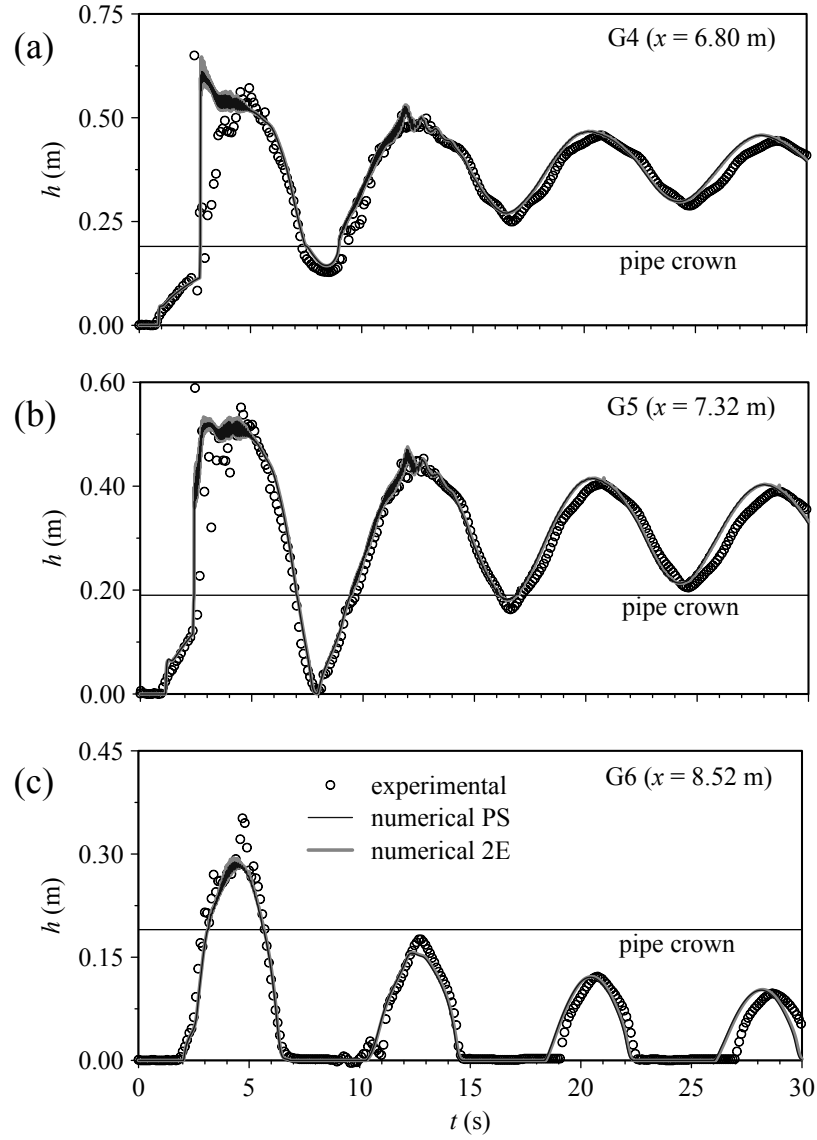 (a)
G4 (x = 6.80 m)
0.75
0.50
0.25
0.00
h (m)
pipe crown
(b)
G5 (x = 7.32 m)
0.60
0.40
0.20
0.00
h (m)
pipe crown
(c)
G6 (x = 8.52 m)
0.45
0.30
0.15
0.00
h (m)
experimental
numerical PS
numerical 2E
pipe crown
0 5 10 15 20 25 30
t (s)